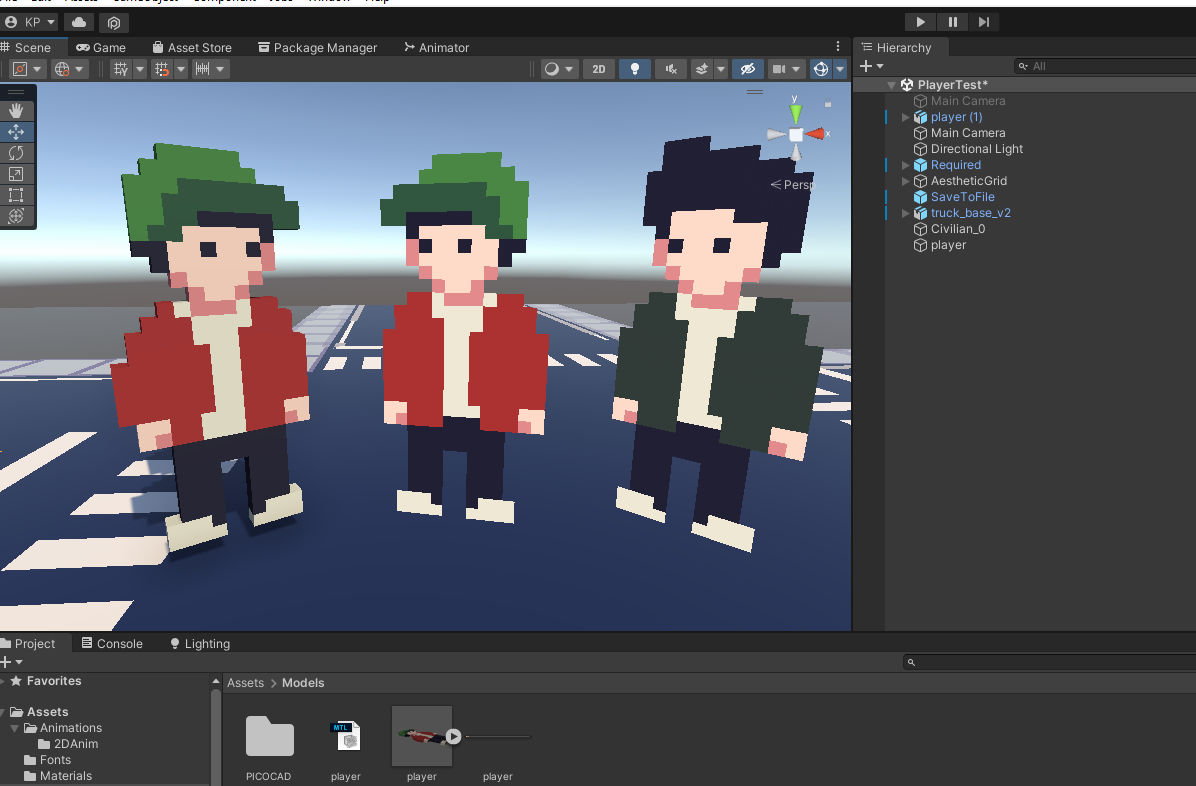 KP
Scene
Game
Asset Store
Package Manager
Animator
2D
y
x
Persp
Hierarchy
All
PlayerTest*
Main Camera
player (1)
Main Camera
Directional Light
Required
AestheticGrid
SaveToFile
truck_base_v2
Civilian_0
player
Project
Console
Lighting
Favorites
Assets
Animations
2DAnim
Fonts
Materials
Assets > Models
MTL
PICOCAD
player
player
player